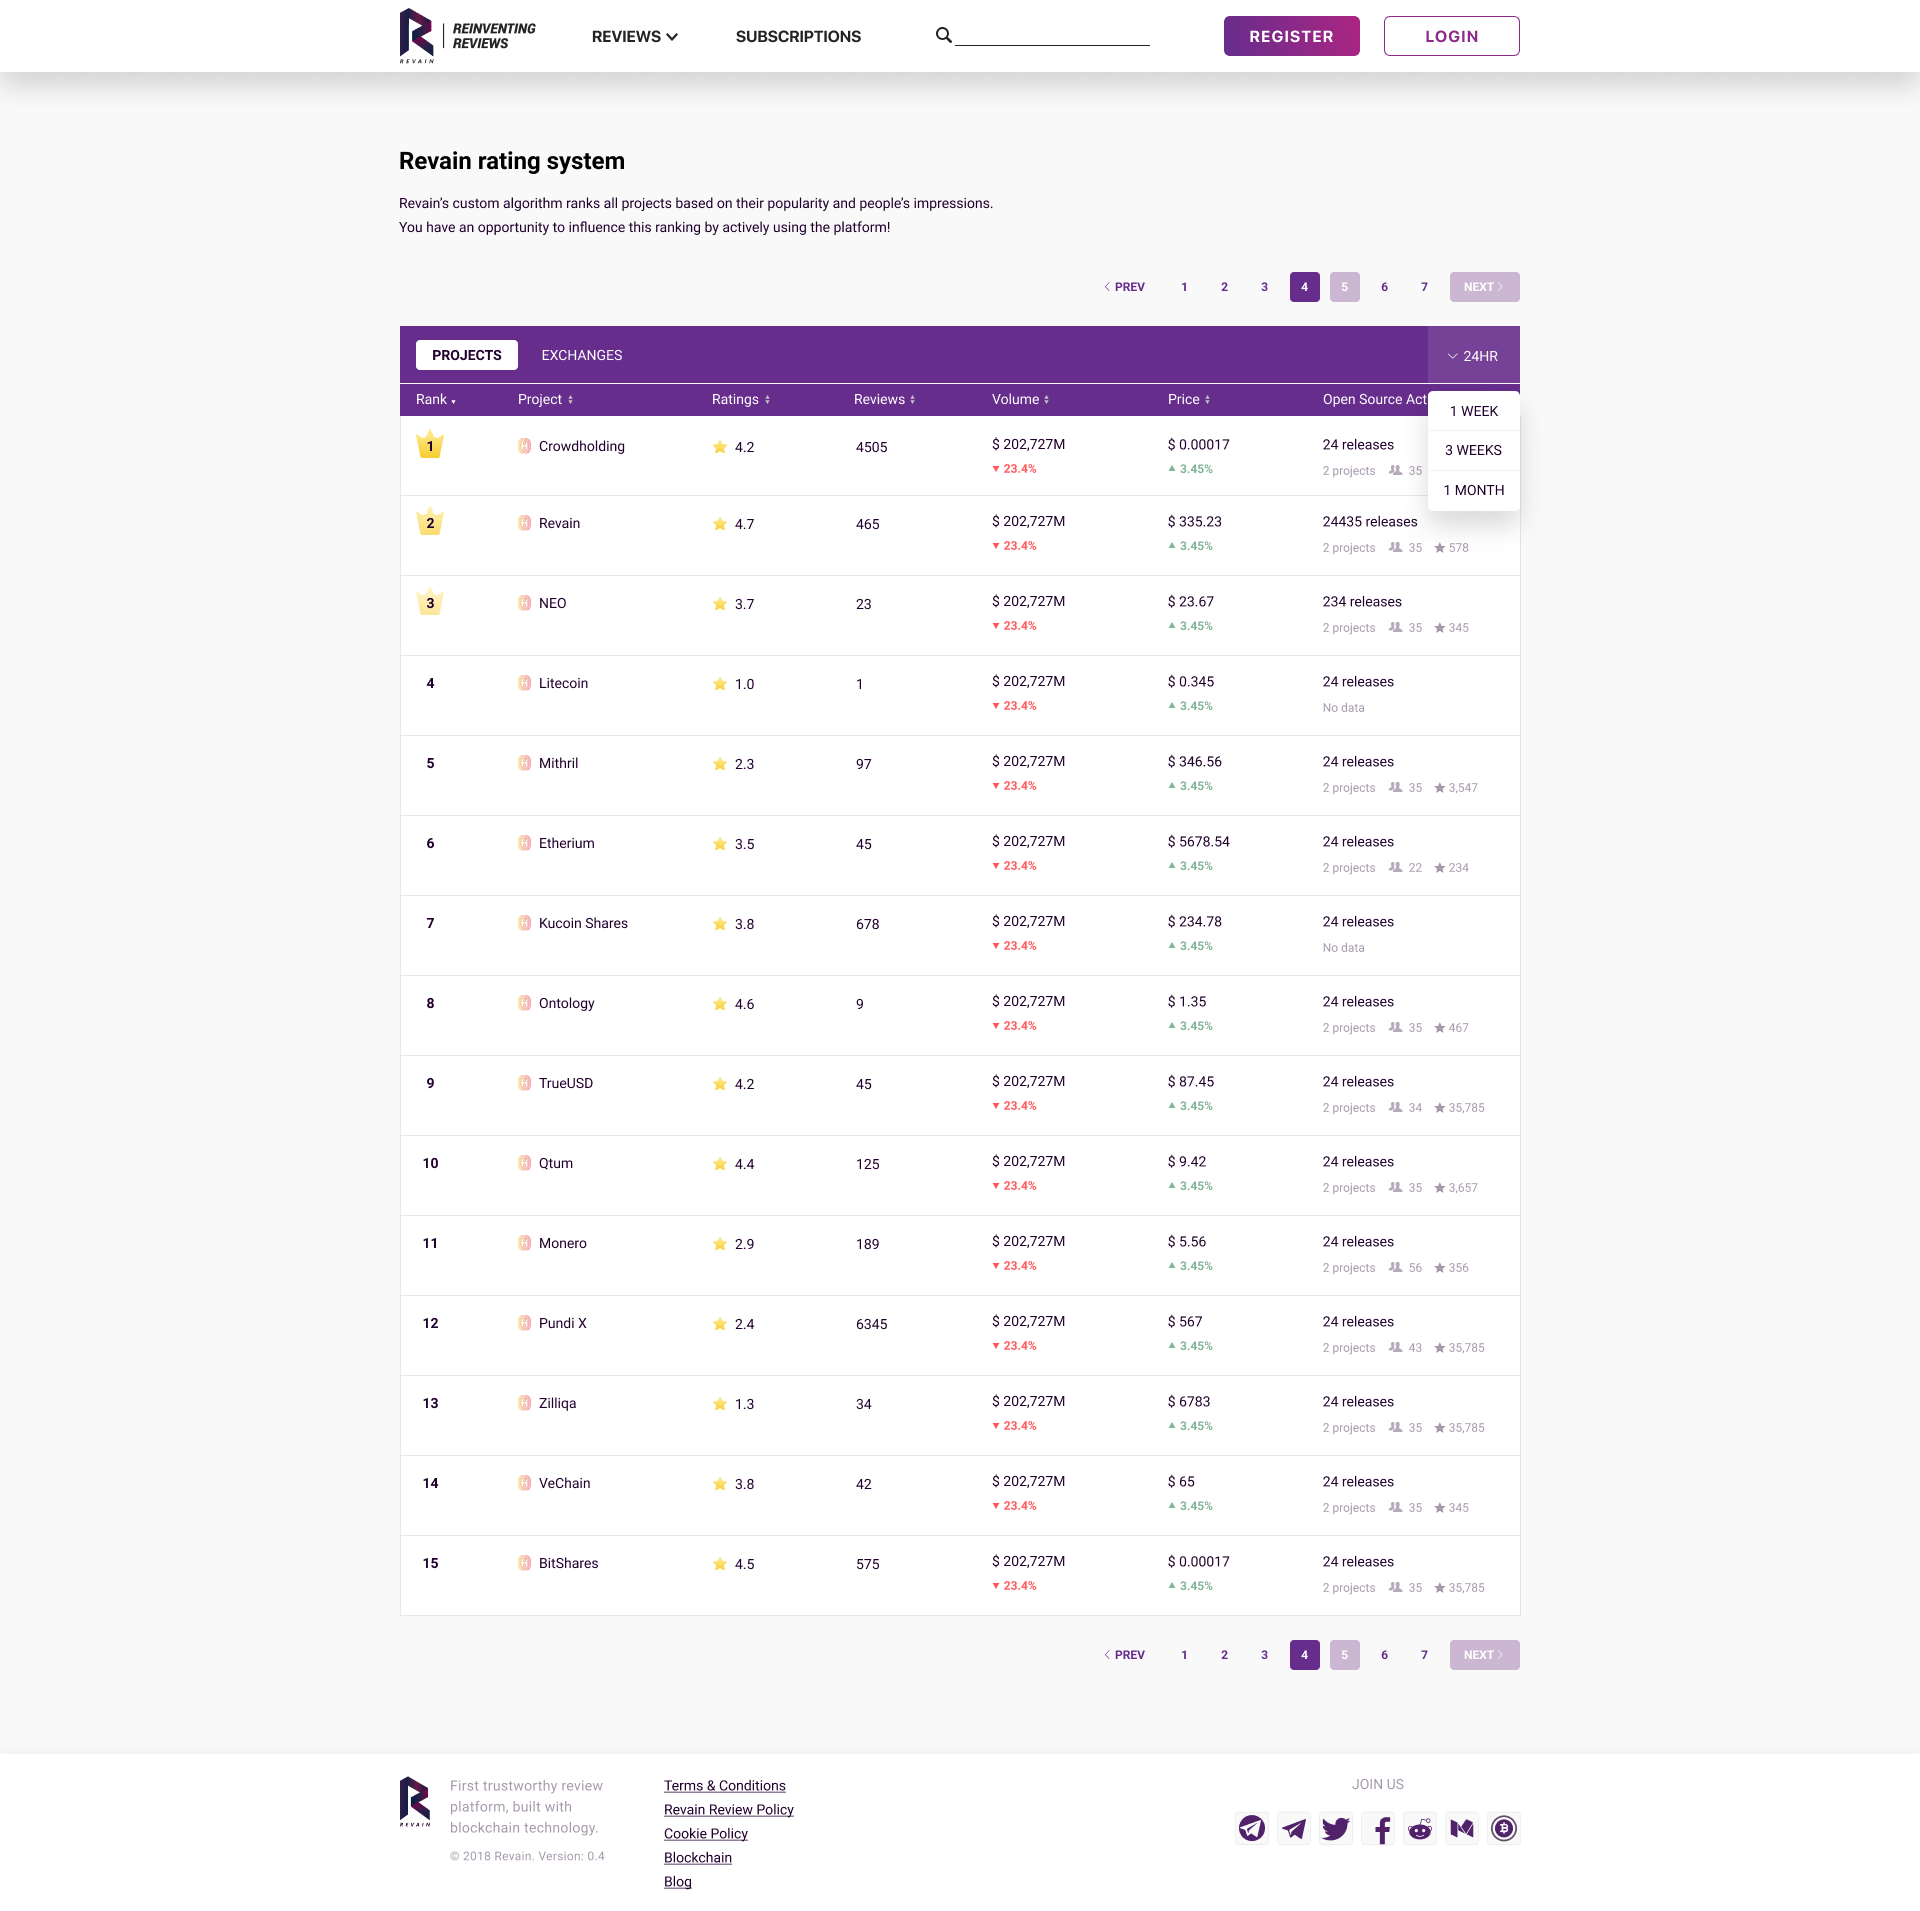 REINVENTING
REVIEWS
REVAIN
REVIEWS
SUBSCRIPTIONS
REGISTER
LOGIN
Revain rating system
Revain’s custom algorithm ranks all projects based on their popularity and people’s impressions.
You have an opportunity to influence this ranking by actively using the platform!
PREV 1 2 3 4 5 6 7 NEXT
PROJECTS EXCHANGES 24HR
Rank Project Ratings Reviews Volume Price Open Source Act
1 WEEK
3 WEEKS
1 MONTH
1 Crowdholding 4.2 4505 $ 202,727M $ 0.00017 24 releases
23.4% 3.45% 2 projects 35
2 Revain 4.7 465 $ 202,727M $ 335.23 24435 releases
23.4% 3.45% 2 projects 35 578
3 NEO 3.7 23 $ 202,727M $ 23.67 234 releases
23.4% 3.45% 2 projects 35 345
4 Litecoin 1.0 1 $ 202,727M $ 0.345 24 releases
23.4% 3.45% No data
5 Mithril 2.3 97 $ 202,727M $ 346.56 24 releases
23.4% 3.45% 2 projects 35 3,547
6 Etherium 3.5 45 $ 202,727M $ 5678.54 24 releases
23.4% 3.45% 2 projects 22 234
7 Kucoin Shares 3.8 678 $ 202,727M $ 234.78 24 releases
23.4% 3.45% No data
8 Ontology 4.6 9 $ 202,727M $ 1.35 24 releases
23.4% 3.45% 2 projects 35 467
9 TrueUSD 4.2 45 $ 202,727M $ 87.45 24 releases
23.4% 3.45% 2 projects 34 35,785
10 Qtum 4.4 125 $ 202,727M $ 9.42 24 releases
23.4% 3.45% 2 projects 35 3,657
11 Monero 2.9 189 $ 202,727M $ 5.56 24 releases
23.4% 3.45% 2 projects 56 356
12 Pundi X 2.4 6345 $ 202,727M $ 567 24 releases
23.4% 3.45% 2 projects 43 35,785
13 Zilliqa 1.3 34 $ 202,727M $ 6783 24 releases
23.4% 3.45% 2 projects 35 35,785
14 VeChain 3.8 42 $ 202,727M $ 65 24 releases
23.4% 3.45% 2 projects 35 345
15 BitShares 4.5 575 $ 202,727M $ 0.00017 24 releases
23.4% 3.45% 2 projects 35 35,785
PREV 1 2 3 4 5 6 7 NEXT
REVAIN
First trustworthy review
platform, built with
blockchain technology.
© 2018 Revain. Version: 0.4
Terms & Conditions
Revain Review Policy
Cookie Policy
Blockchain
Blog
JOIN US